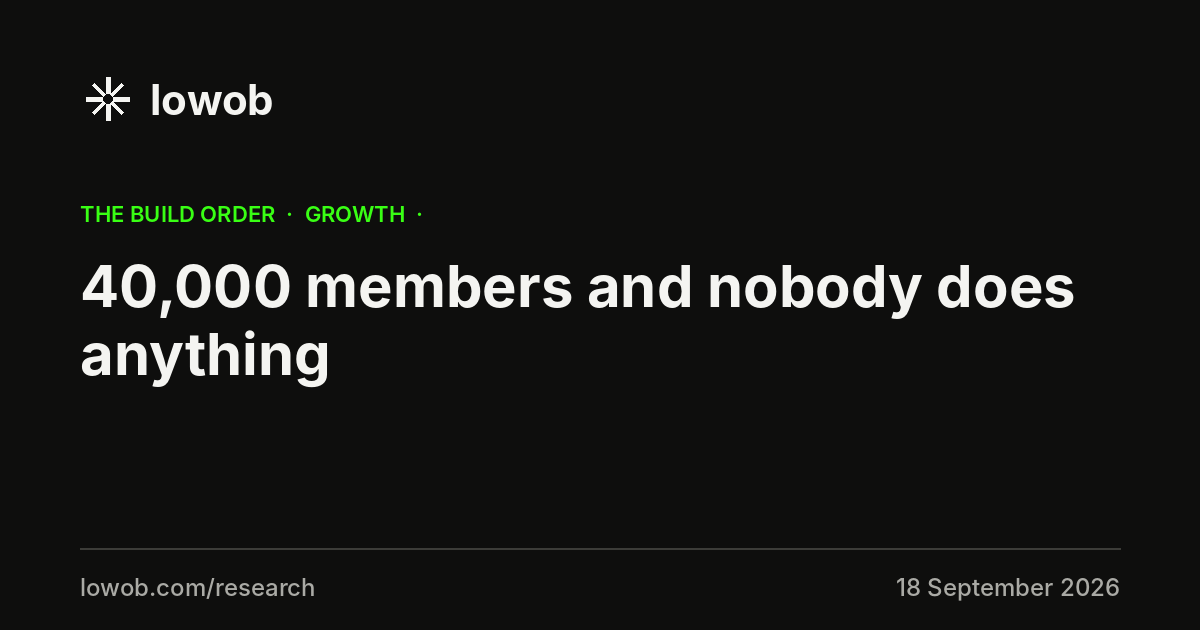 lowob
THE BUILD ORDER · GROWTH ·
40,000 members and nobody does
anything
lowob.com/research
18 September 2026